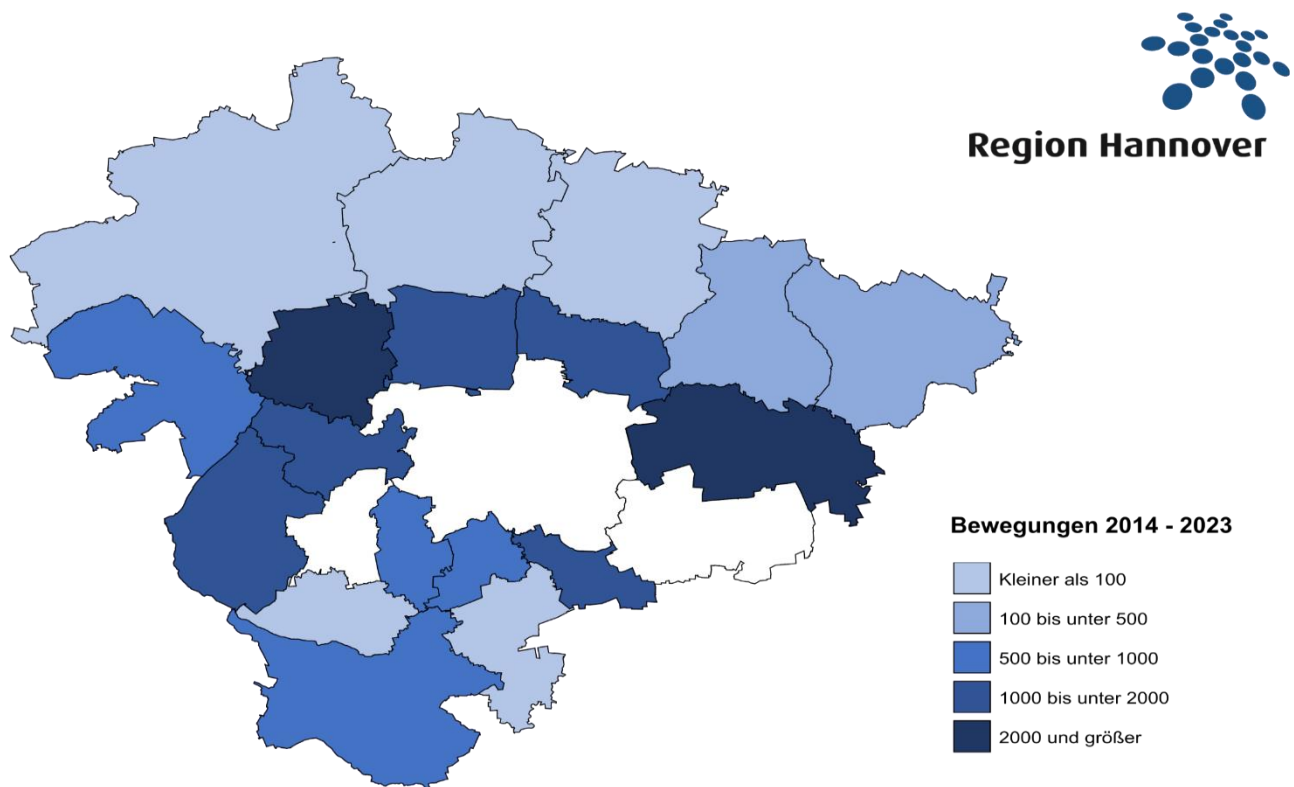 Region Hannover
Bewegungen 2014 - 2023
Kleiner als 100
100 bis unter 500
500 bis unter 1000
1000 bis unter 2000
2000 und größer